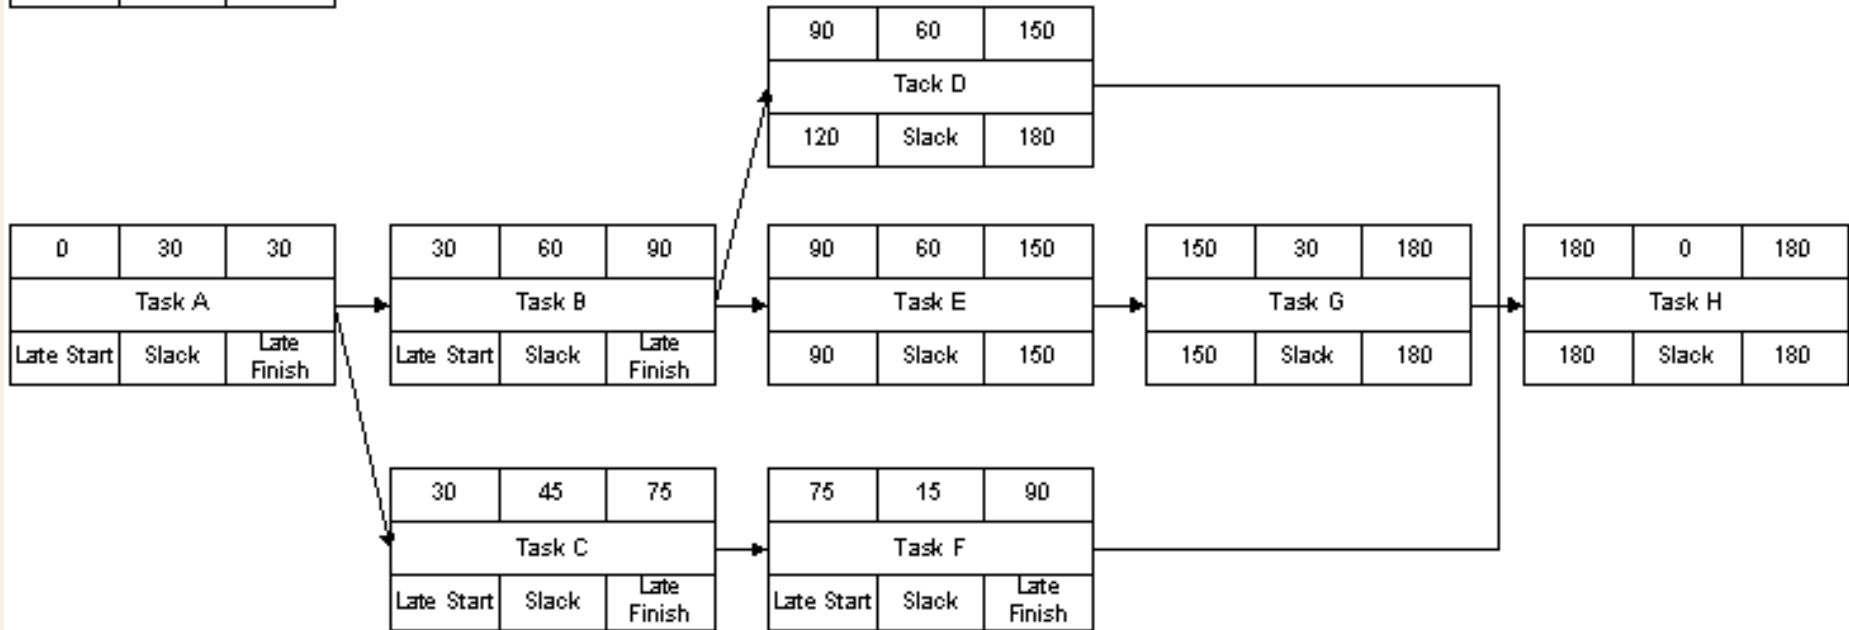 90 60 150
Tack D
120 Slack 180
0 30 30
Task A
Late Start Slack Late Finish
30 60 90
Task B
Late Start Slack Late Finish
90 60 150
Task E
90 Slack 150
150 30 180
Task G
150 Slack 180
180 0 180
Task H
180 Slack 180
30 45 75
Task C
Late Start Slack Late Finish
75 15 90
Task F
Late Start Slack Late Finish